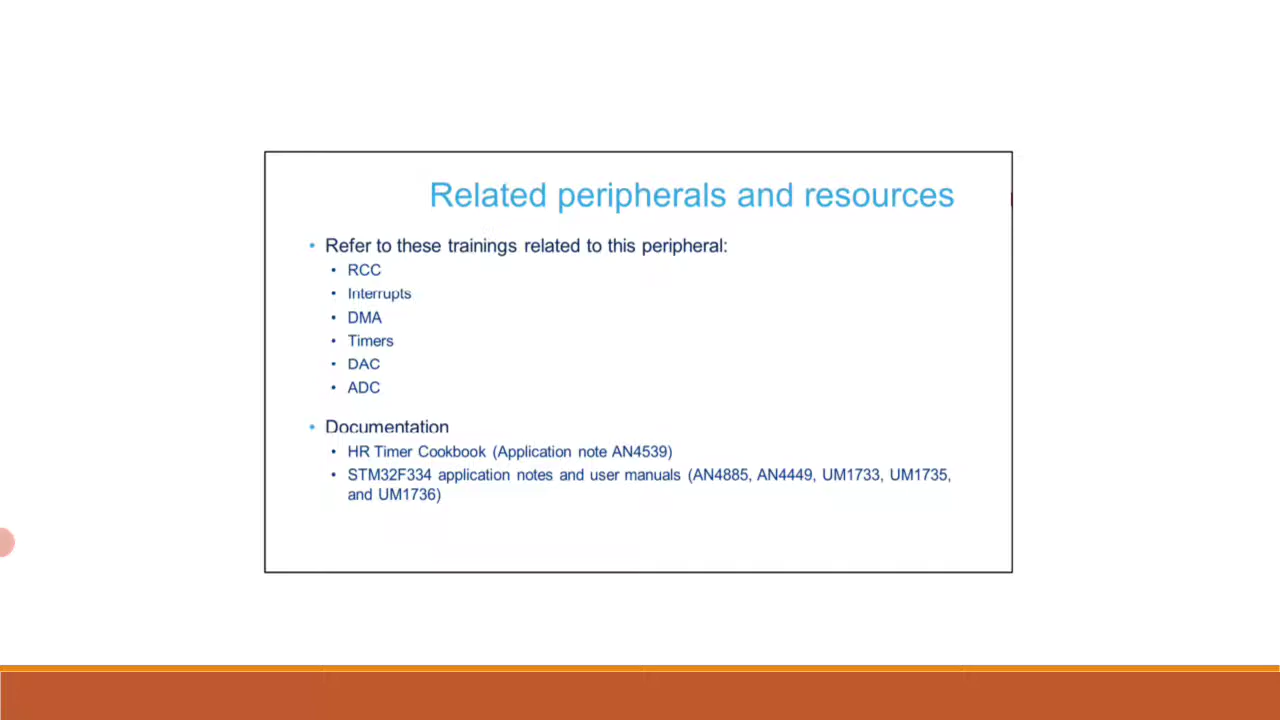 Related peripherals and resources
• Refer to these trainings related to this peripheral:
• RCC
• Interrupts
• DMA
• Timers
• DAC
• ADC
• Documentation
• HR Timer Cookbook (Application note AN4539)
• STM32F334 application notes and user manuals (AN4885, AN4449, UM1733, UM1735,
and UM1736)